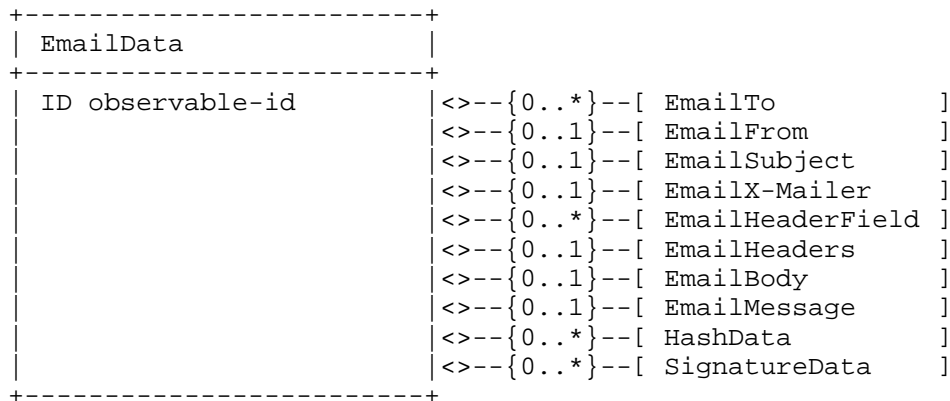 +-------------------------+
| EmailData               |
+-------------------------+
| ID observable-id        |<>--{0..*}--[ EmailTo          ]
|                         |<>--{0..1}--[ EmailFrom        ]
|                         |<>--{0..1}--[ EmailSubject     ]
|                         |<>--{0..1}--[ EmailX-Mailer    ]
|                         |<>--{0..*}--[ EmailHeaderField ]
|                         |<>--{0..1}--[ EmailHeaders     ]
|                         |<>--{0..1}--[ EmailBody        ]
|                         |<>--{0..1}--[ EmailMessage     ]
|                         |<>--{0..*}--[ HashData         ]
|                         |<>--{0..*}--[ SignatureData    ]
+-------------------------+